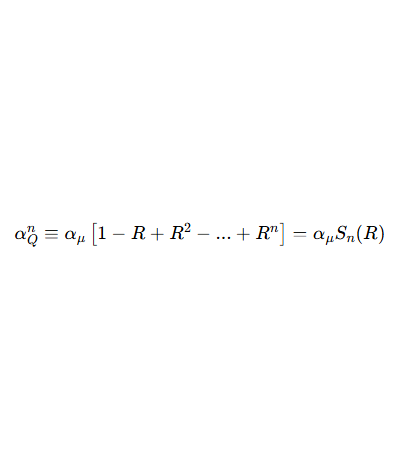 α_Q^n ≡ α_μ [1 − R + R^2 − ... + R^n] = α_μ S_n(R)